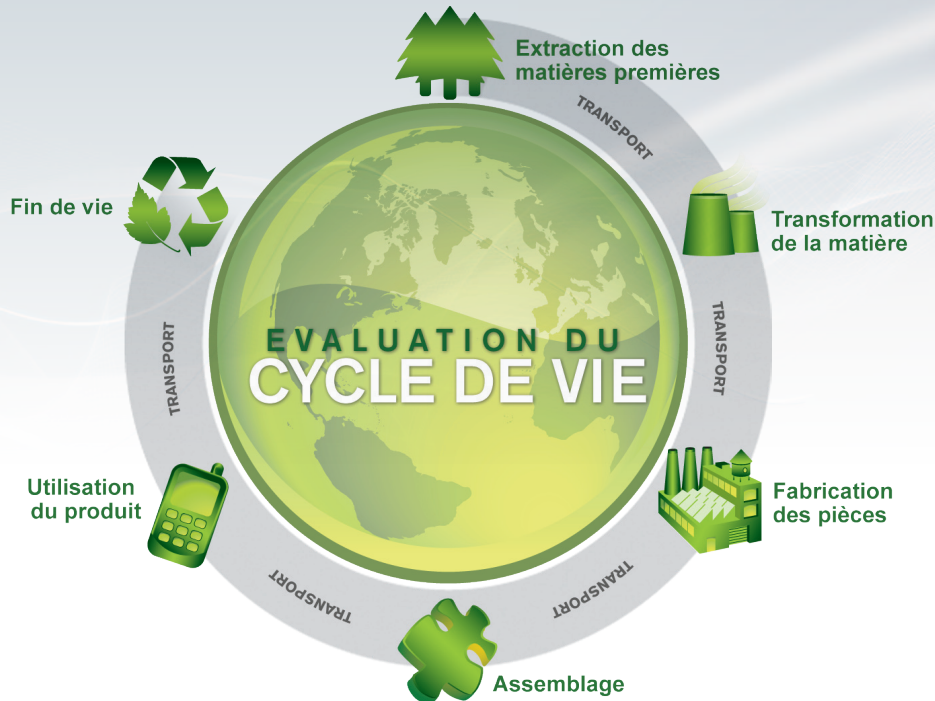 Extraction des
matières premières
TRANSPORT
Transformation
de la matière
TRANSPORT
Fabrication
des pièces
TRANSPORT
Assemblage
TRANSPORT
Utilisation
du produit
TRANSPORT
Fin de vie
EVALUATION DU
CYCLE DE VIE